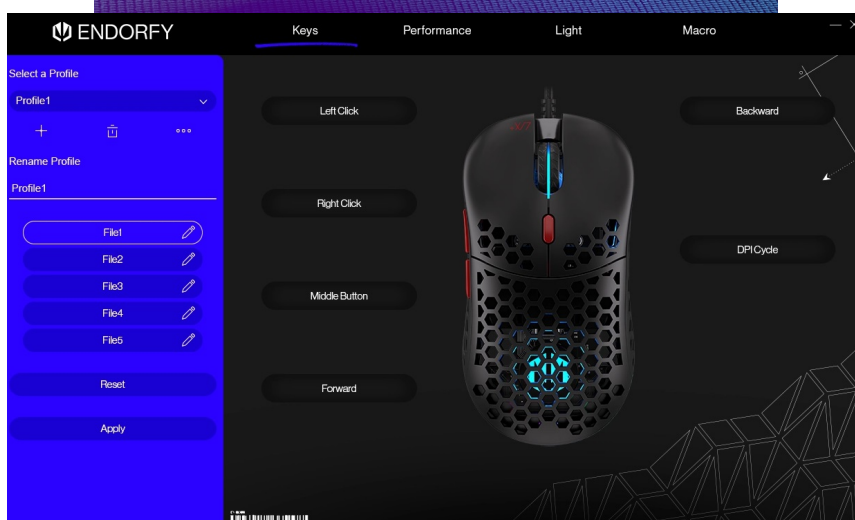 ENDORFY
Keys
Performance
Light
Macro
Select a Profile
Profile1
Rename Profile
Profile1
File1
File2
File3
File4
File5
Reset
Apply
Left Click
Right Click
Middle Button
Forward
Backward
DPI Cycle